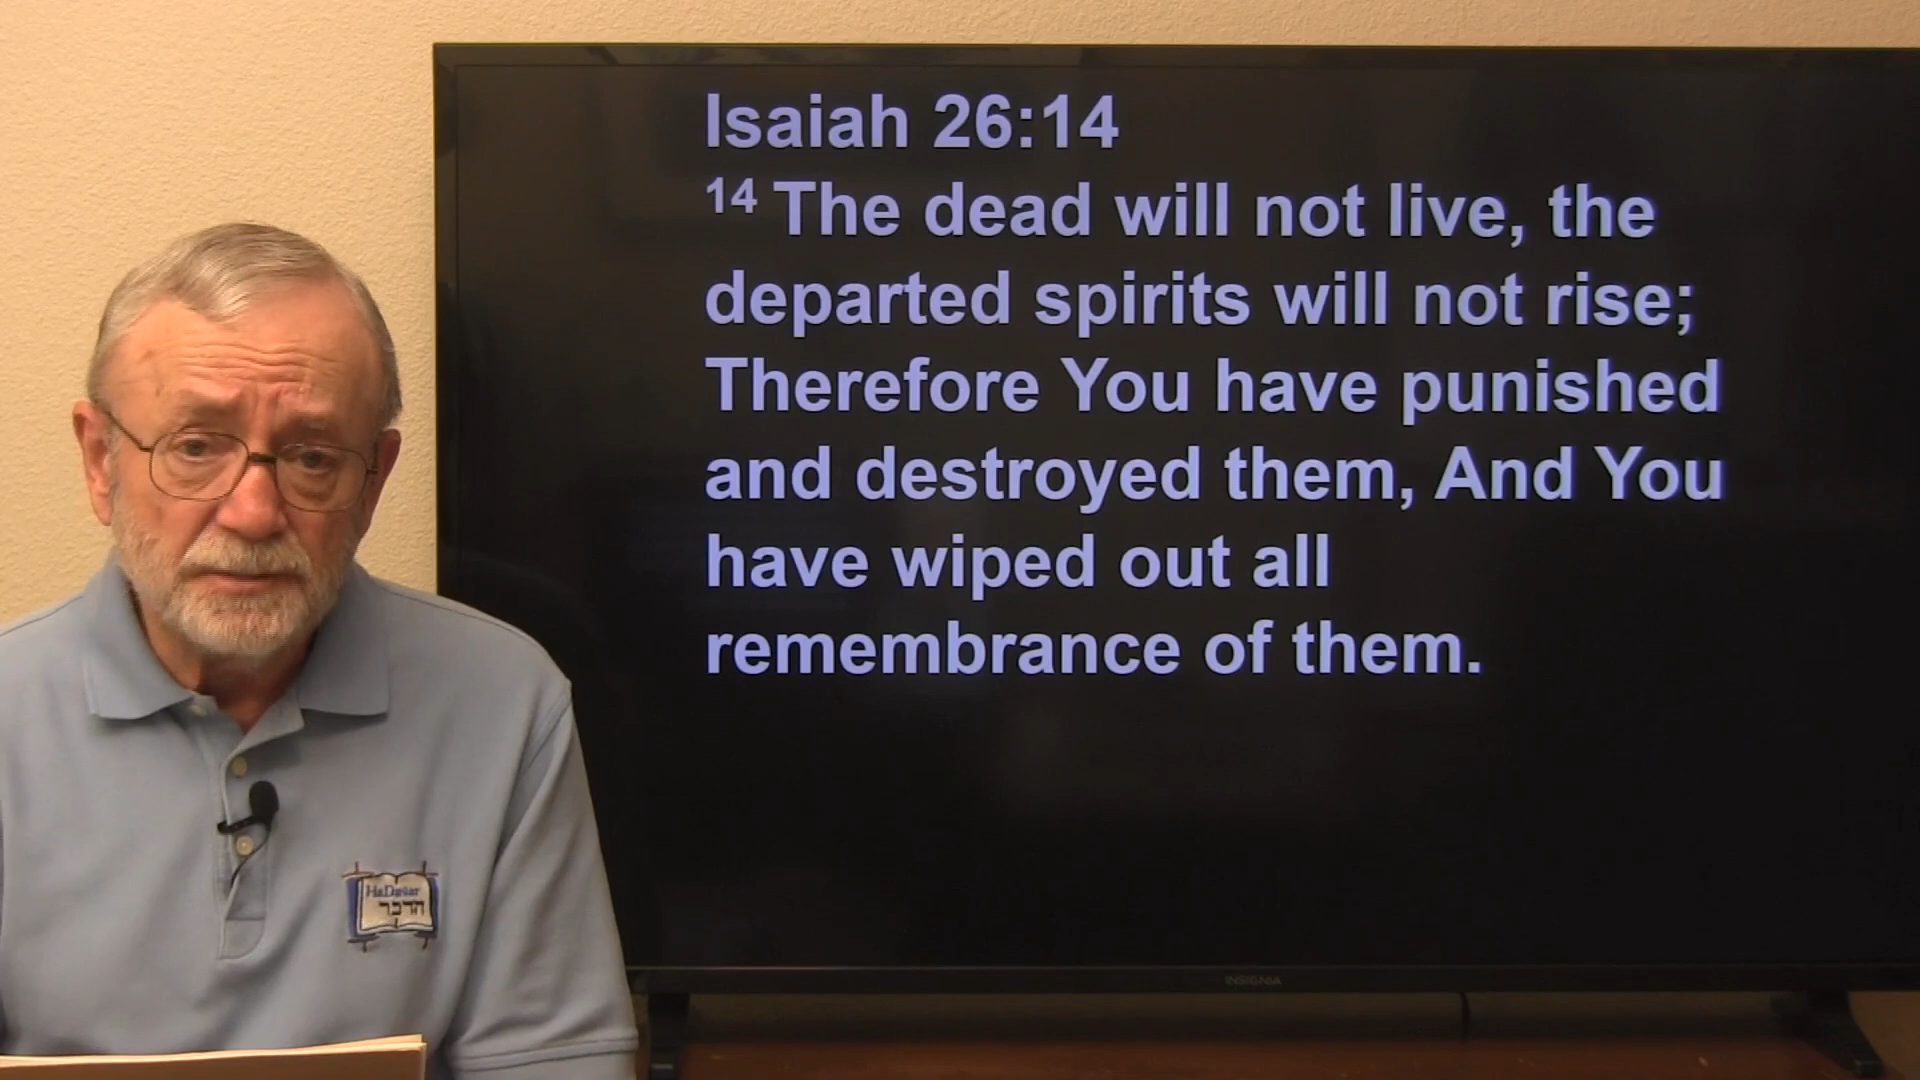 Isaiah 26:14
14 The dead will not live, the
departed spirits will not rise;
Therefore You have punished
and destroyed them, And You
have wiped out all
remembrance of them.
HaDavar
הדבר
INSIGNIA